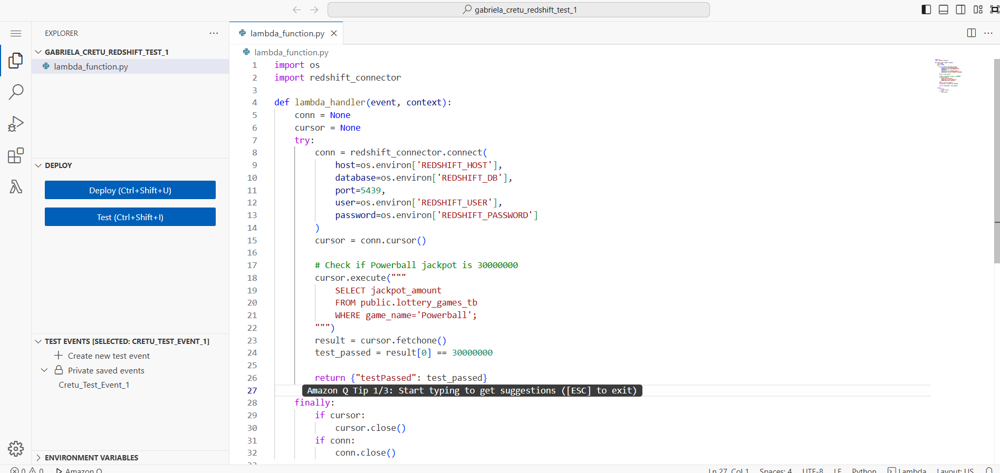 gabriela_cretu_redshift_test_1
EXPLORER
GABRIELA_CRETU_REDSHIFT_TEST_1
lambda_function.py
DEPLOY
Deploy (Ctrl+Shift+U)
Test (Ctrl+Shift+I)
TEST EVENTS [SELECTED: CRETU_TEST_EVENT_1]
Create new test event
Private saved events
Cretu_Test_Event_1
ENVIRONMENT VARIABLES
lambda_function.py
lambda_function.py
1 import os
2 import redshift_connector
3
4 def lambda_handler(event, context):
5 conn = None
6 cursor = None
7 try:
8 conn = redshift_connector.connect(
9 host=os.environ['REDSHIFT_HOST'],
10 database=os.environ['REDSHIFT_DB'],
11 port=5439,
12 user=os.environ['REDSHIFT_USER'],
13 password=os.environ['REDSHIFT_PASSWORD']
14 )
15 cursor = conn.cursor()
16
17 # Check if Powerball jackpot is 30000000
18 cursor.execute("""
19 SELECT jackpot_amount
20 FROM public.lottery_games_tb
21 WHERE game_name='Powerball';
22 """)
23 result = cursor.fetchone()
24 test_passed = result[0] == 30000000
25
26 return {"testPassed": test_passed}
27 Amazon Q Tip 1/3: Start typing to get suggestions ([ESC] to exit)
28 finally:
29 if cursor:
30 cursor.close()
31 if conn:
32 conn.close()
33
0 0 Amazon Q Ln 27, Col 1 Spaces: 4 UTF-8 LF Python Lambda Layout: US